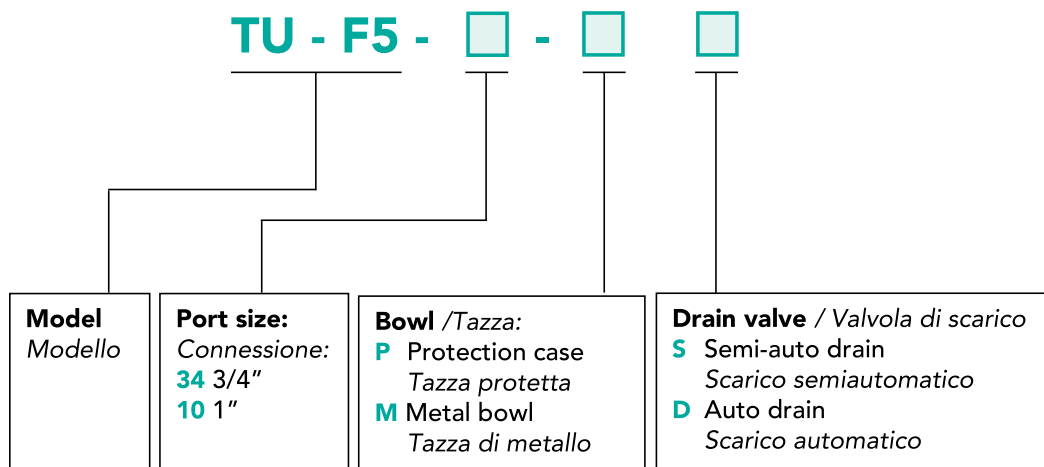 TU - F5 - -
Model
Modello
Port size:
Connessione:
34 3/4”
10 1”
Bowl /Tazza:
P Protection case
Tazza protetta
M Metal bowl
Tazza di metallo
Drain valve / Valvola di scarico
S Semi-auto drain
Scarico semiautomatico
D Auto drain
Scarico automatico